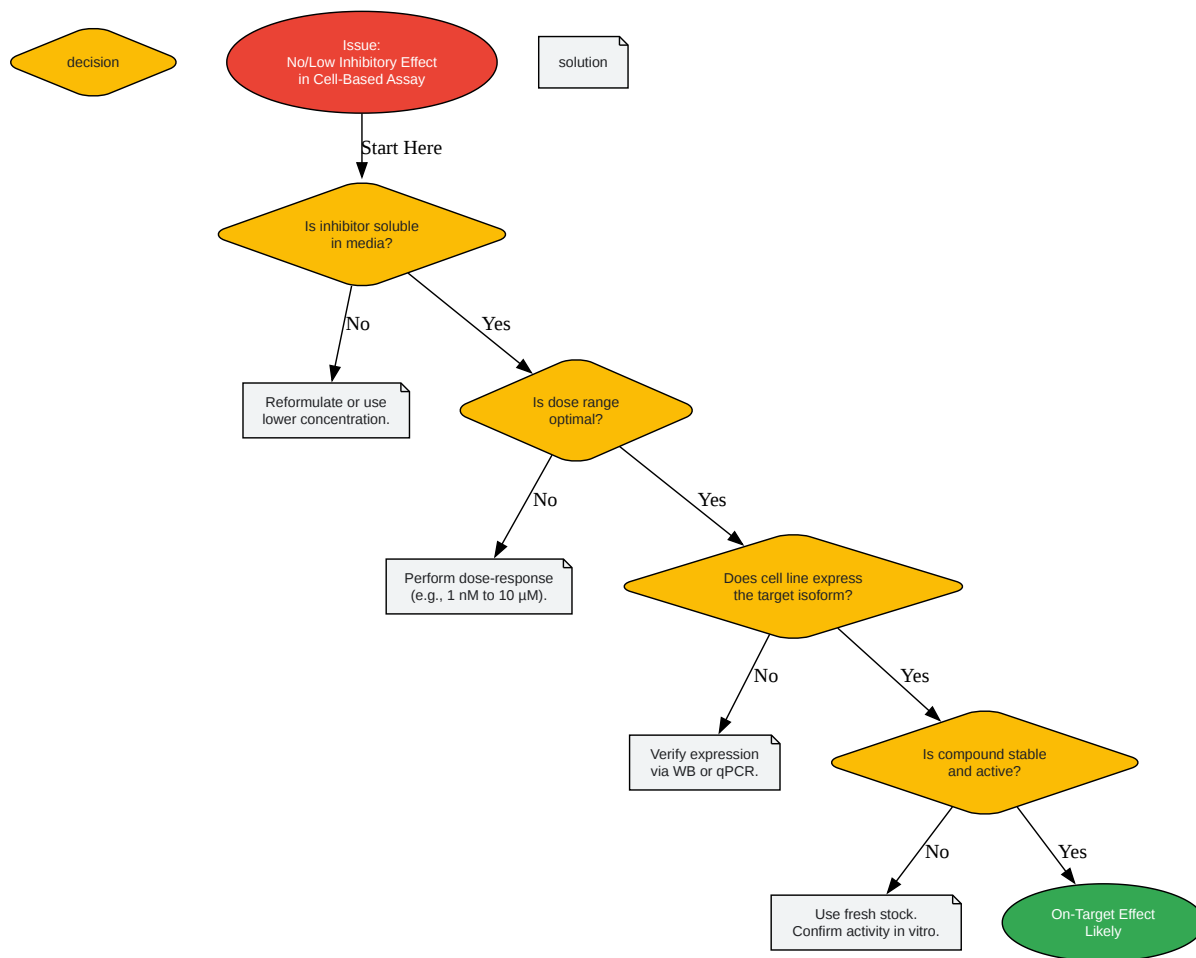 decision
Issue:
No/Low Inhibitory Effect
in Cell-Based Assay
solution
Start Here
Is inhibitor soluble
in media?
No
Yes
Reformulate or use
lower concentration.
Is dose range
optimal?
No
Yes
Perform dose-response
(e.g., 1 nM to 10 µM).
Does cell line express
the target isoform?
No
Yes
Verify expression
via WB or qPCR.
Is compound stable
and active?
No
Yes
Use fresh stock.
Confirm activity in vitro.
On-Target Effect
Likely